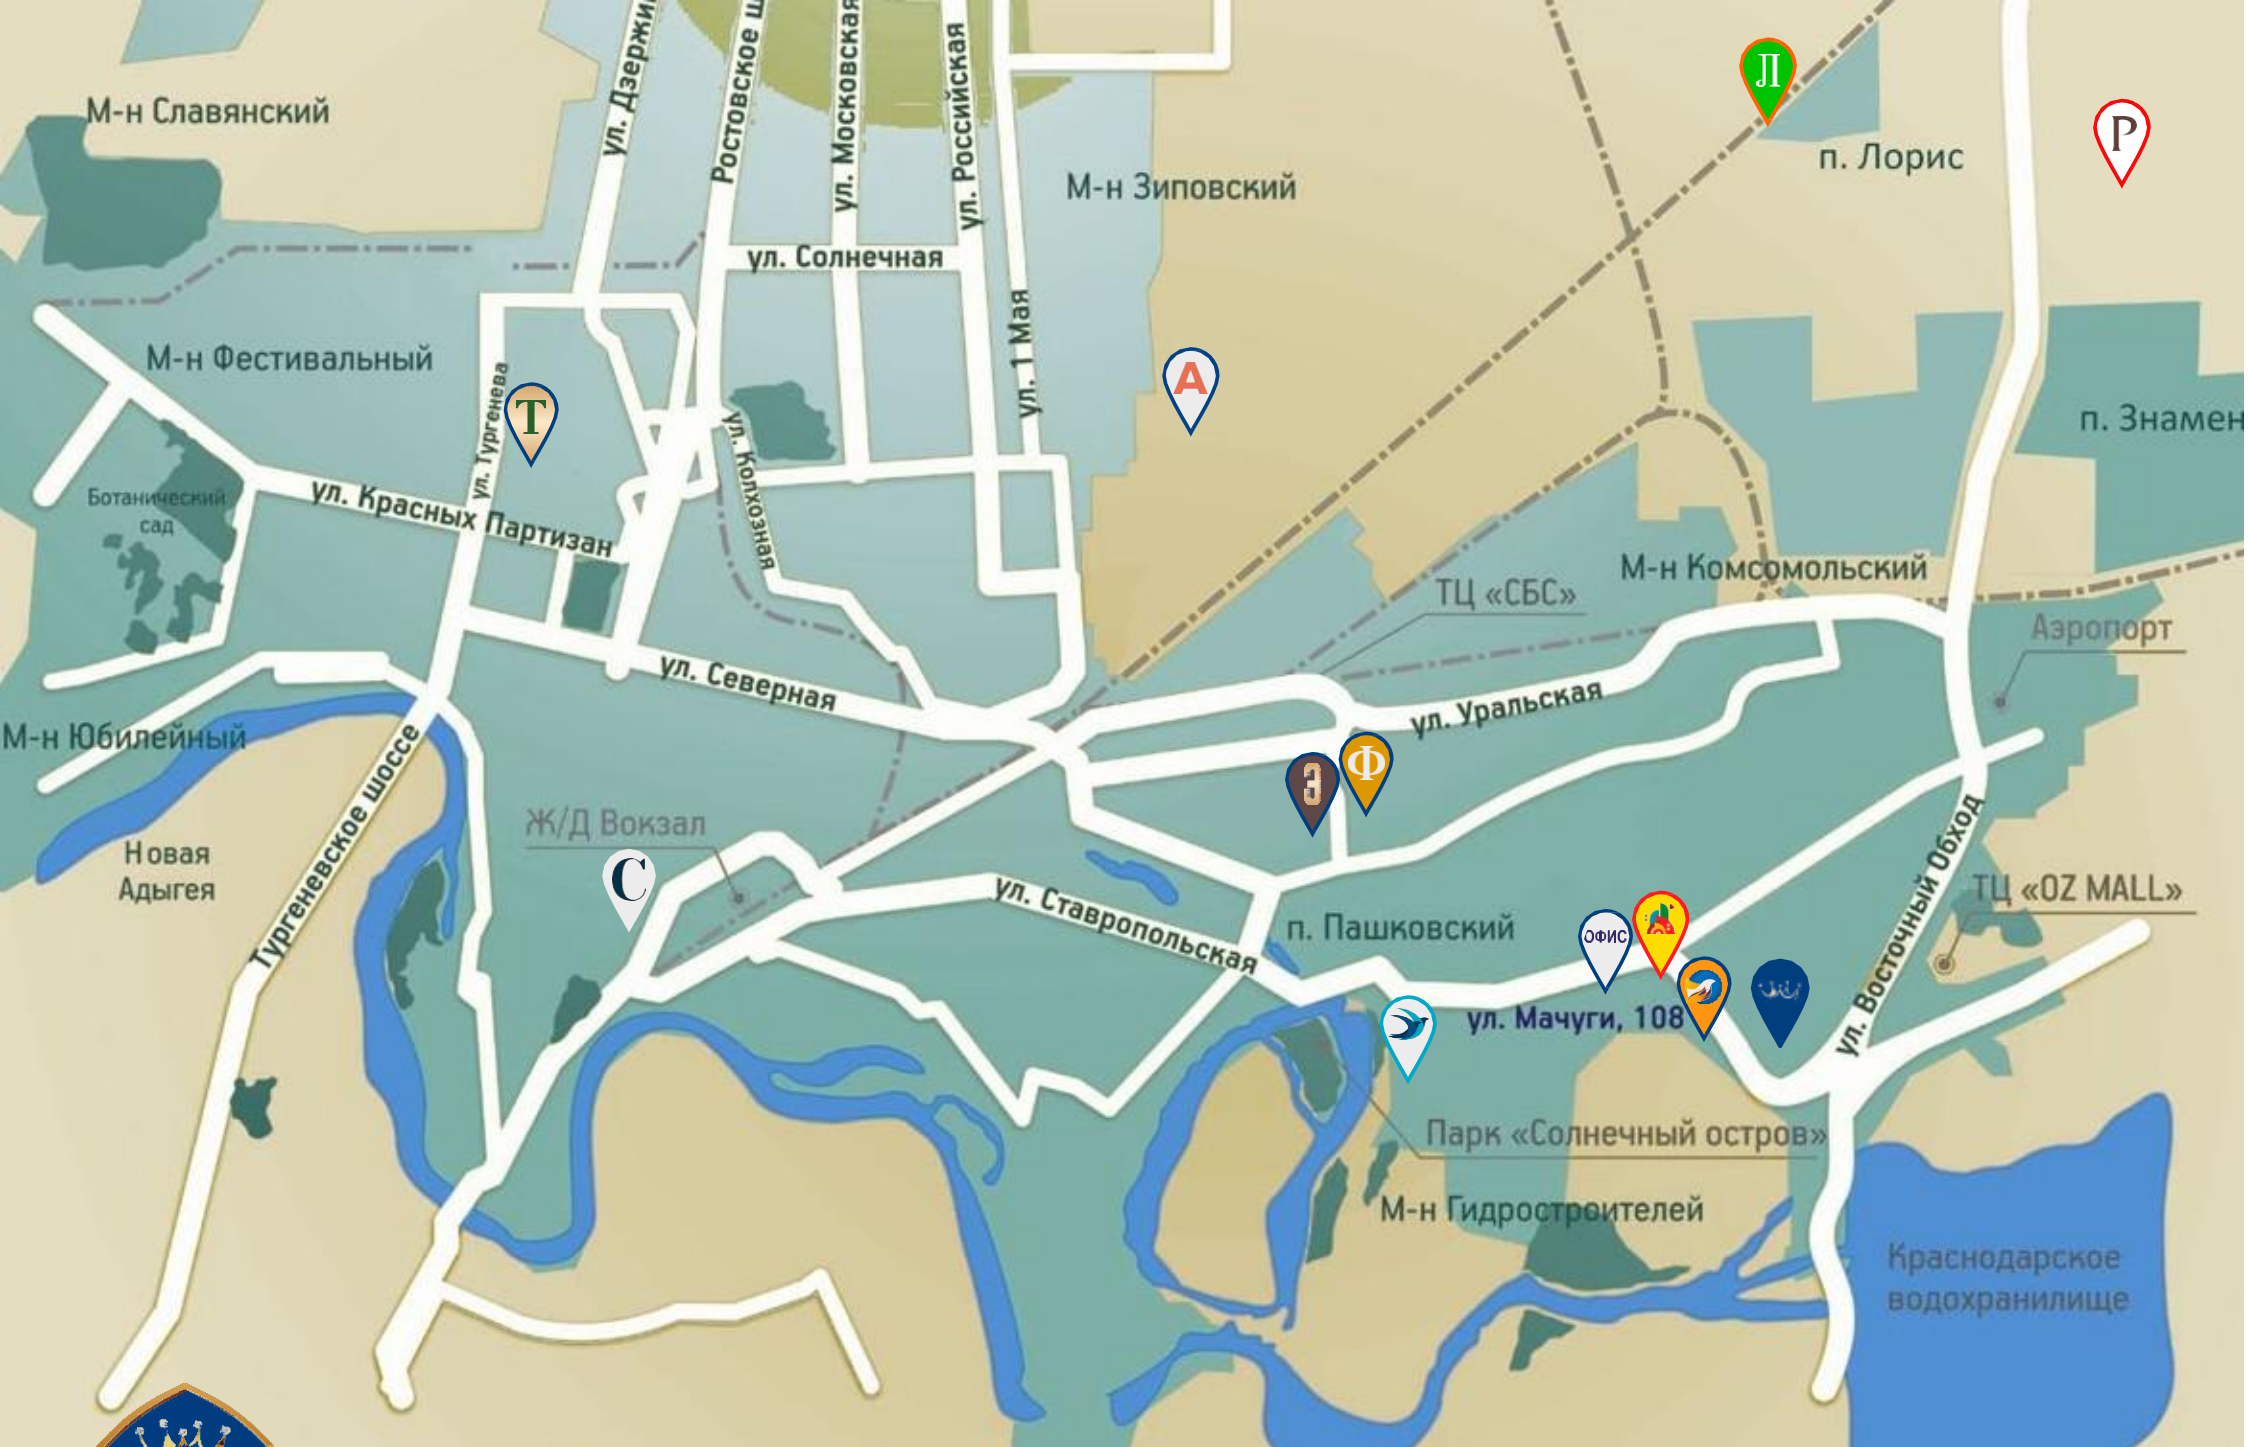 ул. Дзержи
Ростовское ш
ул. Московская
ул. Российская
Л
Р
М-н Славянский
п. Лорис
М-н Зиповский
ул. Солнечная
ул. 1 Мая
М-н Фестивальный
ул. Тургенева
Т
А
п. Знамен
ул. Колхозная
Ботанический
сад
ул. Красных Партизан
М-н Комсомольский
ТЦ «СБС»
Аэропорт
ул. Северная
ул. Уральская
М-н Юбилейный
Тургеневское шоссе
З
Ф
Ж/Д Вокзал
Новая
Адыгея
С
ул. Ставропольская
п. Пашковский
ОФИС
ул. Восточный Обход
ТЦ «OZ MALL»
ул. Мачуги, 108
Парк «Солнечный остров»
М-н Гидростроителей
Краснодарское
водохранилище